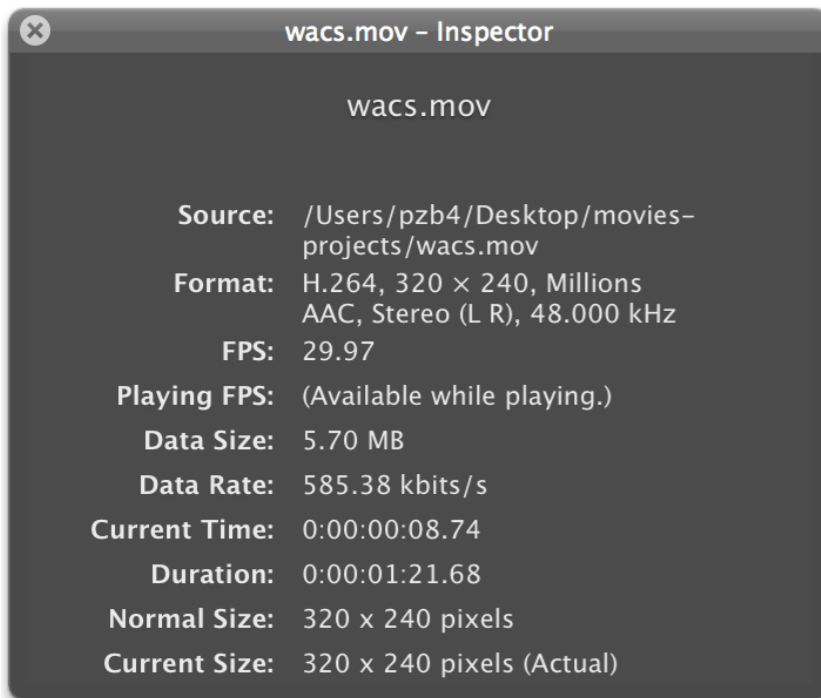 wacs.mov – Inspector
wacs.mov
Source: /Users/pzb4/Desktop/movies-
projects/wacs.mov
Format: H.264, 320 × 240, Millions
AAC, Stereo (L R), 48.000 kHz
FPS: 29.97
Playing FPS: (Available while playing.)
Data Size: 5.70 MB
Data Rate: 585.38 kbits/s
Current Time: 0:00:00:08.74
Duration: 0:00:01:21.68
Normal Size: 320 x 240 pixels
Current Size: 320 x 240 pixels (Actual)